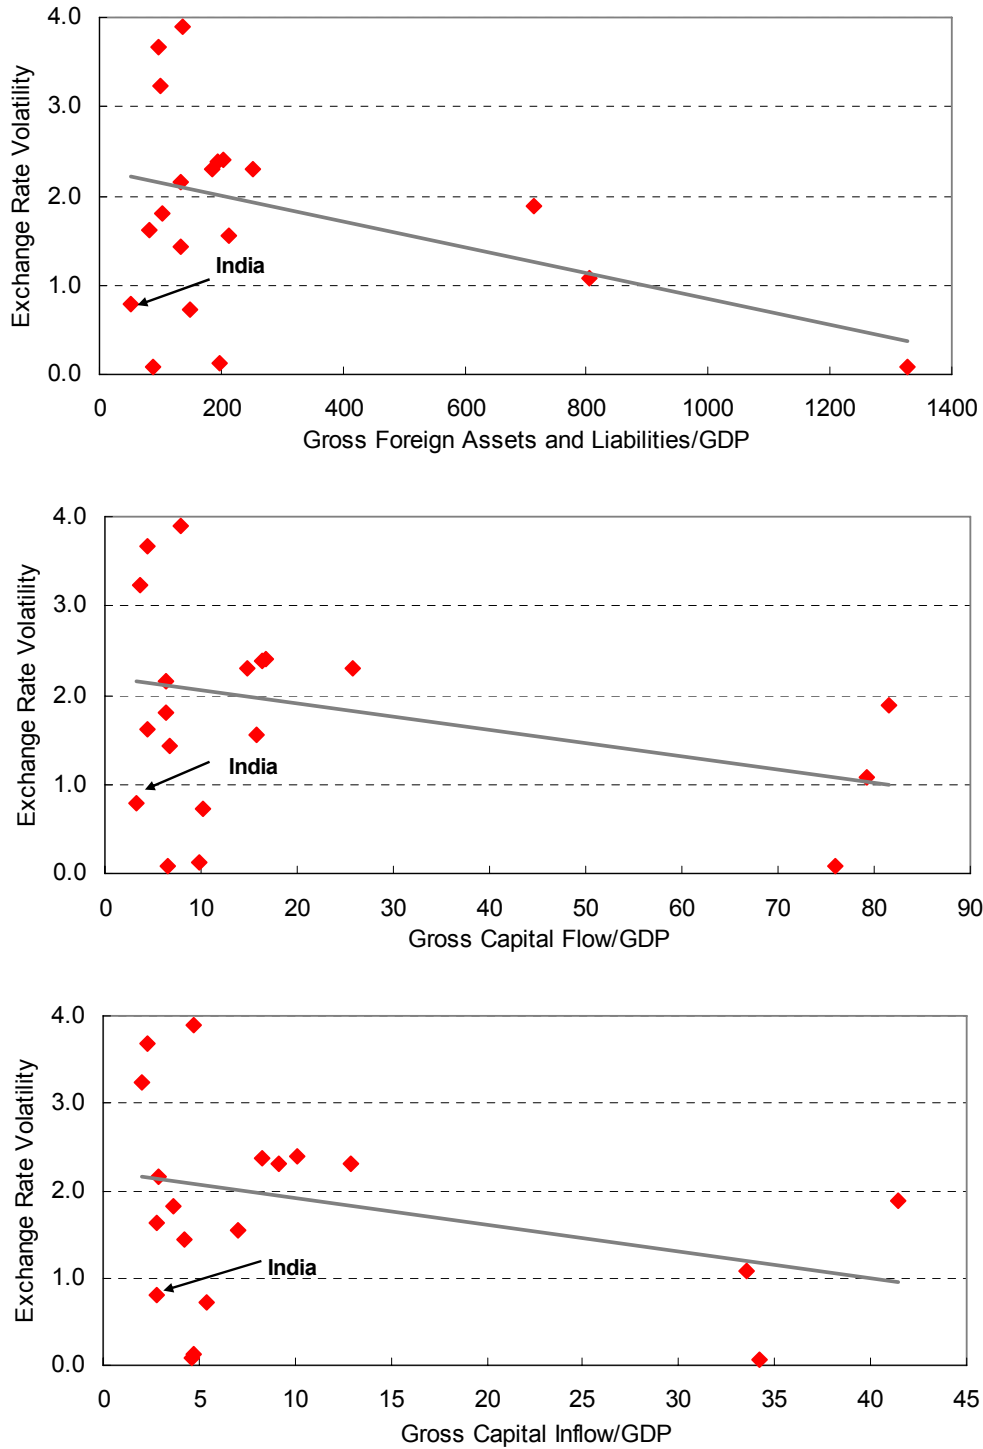 4.0
3.0
2.0
1.0
0.0
Exchange Rate Volatility
India
0 200 400 600 800 1000 1200 1400
Gross Foreign Assets and Liabilities/GDP
4.0
3.0
2.0
1.0
0.0
Exchange Rate Volatility
India
0 10 20 30 40 50 60 70 80 90
Gross Capital Flow/GDP
4.0
3.0
2.0
1.0
0.0
Exchange Rate Volatility
India
0 5 10 15 20 25 30 35 40 45
Gross Capital Inflow/GDP